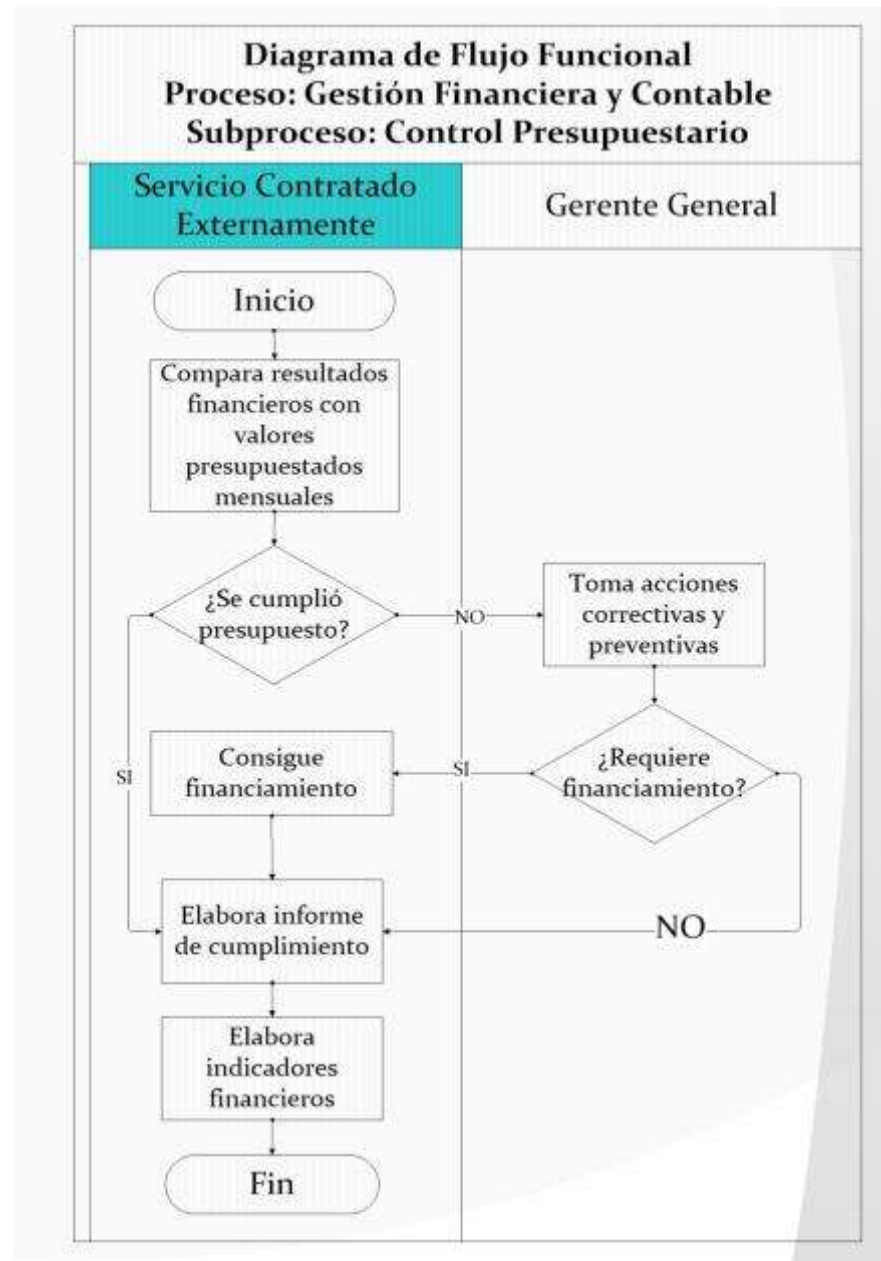 Diagrama de Flujo Funcional
Proceso: Gestión Financiera y Contable
Subproceso: Control Presupuestario
Servicio Contratado
Externamente
Gerente General
Inicio
Compara resultados
financieros con
valores
presupuestados
mensuales
¿Se cumplió
presupuesto?
NO
Toma acciones
correctivas y
preventivas
¿Requiere
financiamiento?
SI
Consigue
financiamiento
SI
Elabora informe
de cumplimiento
NO
Elabora
indicadores
financieros
Fin